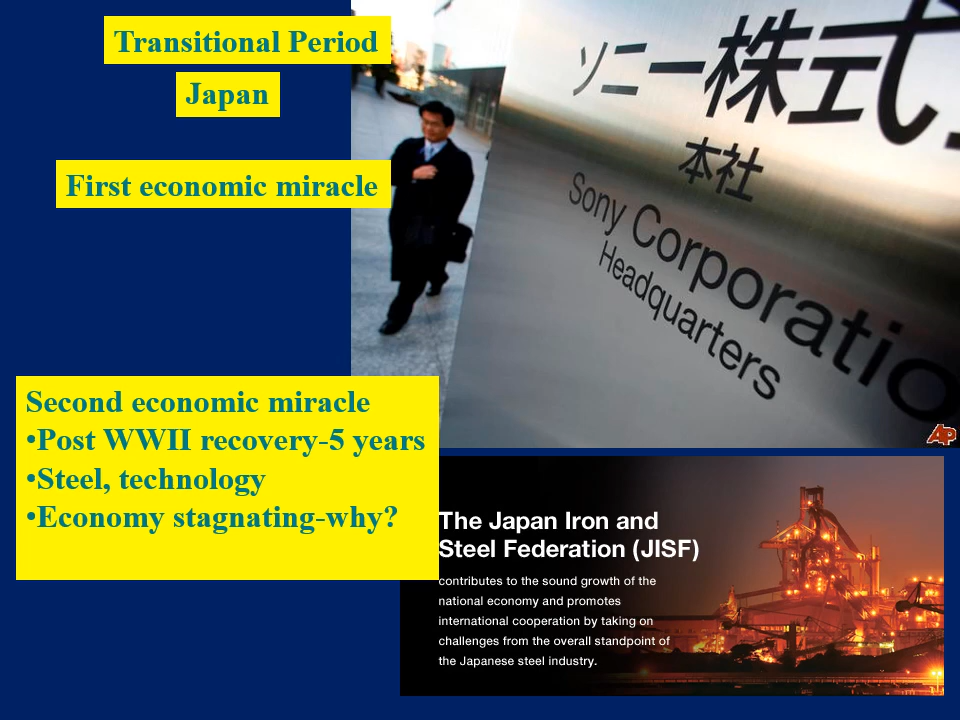 Transitional Period
Japan
First economic miracle
ソニー株式
本社
Sony Corporatio
Headquarters
AP
Second economic miracle
•Post WWII recovery-5 years
•Steel, technology
•Economy stagnating-why?
The Japan Iron and
Steel Federation (JISF)
contributes to the sound growth of the
national economy and promotes
international cooperation by taking on
challenges from the overall standpoint of
the Japanese steel industry.